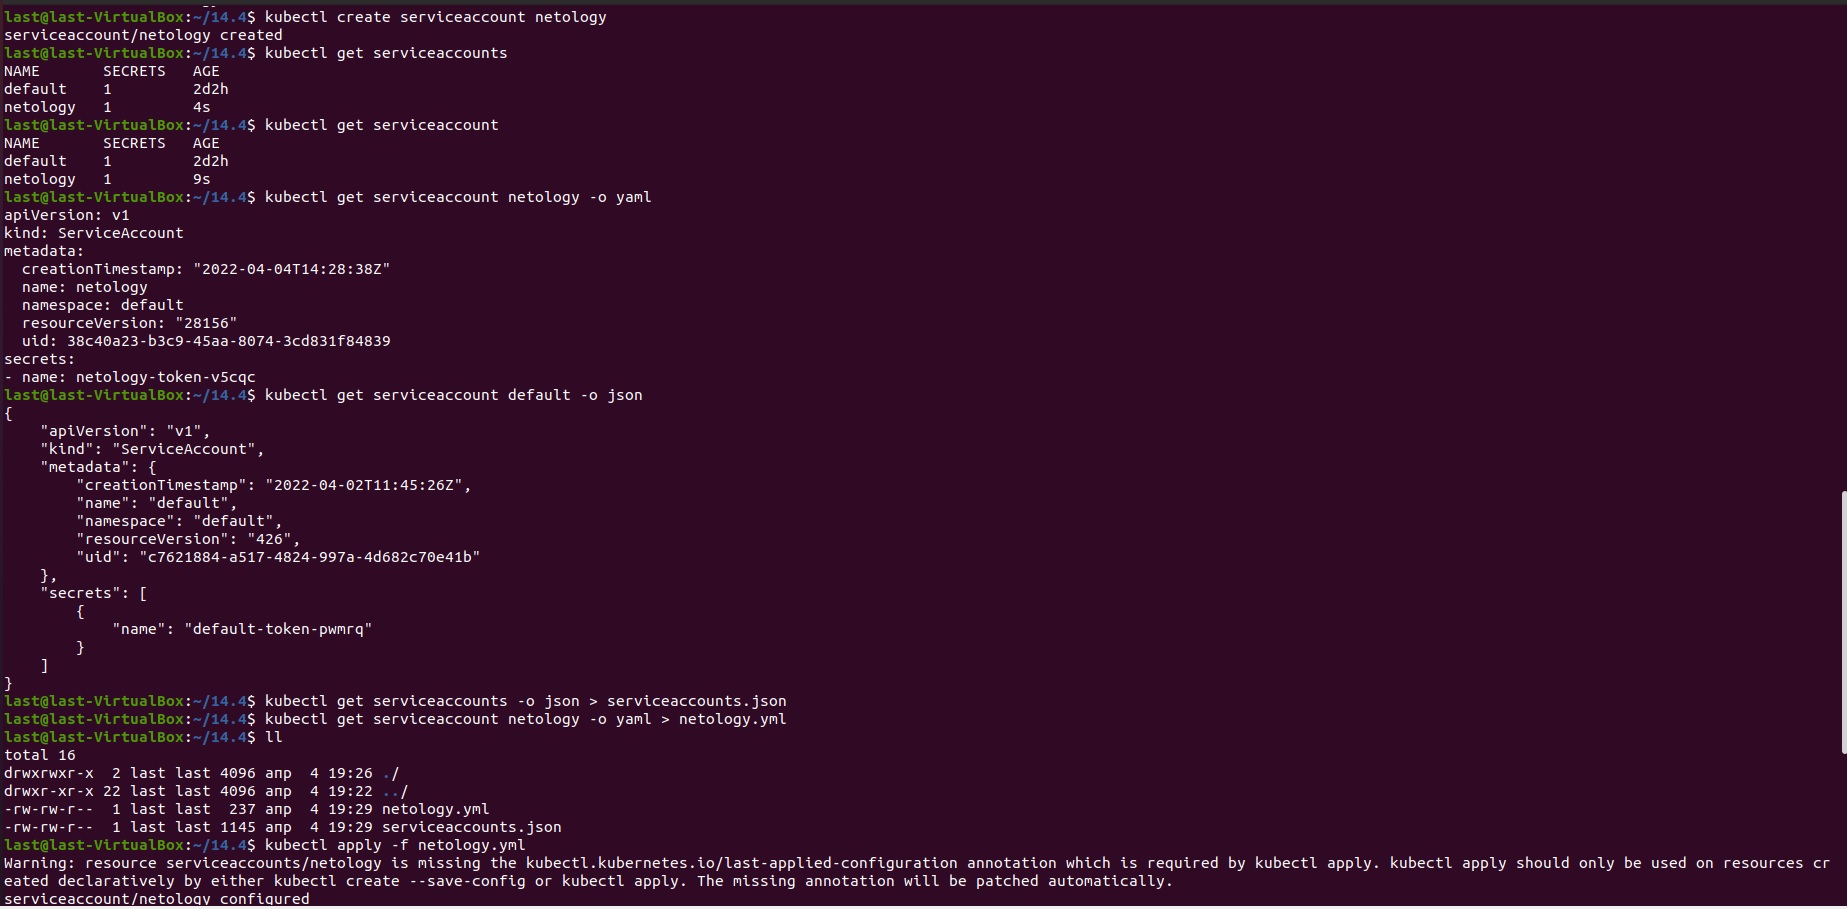 last@last-VirtualBox:~/14.4$ kubectl create serviceaccount netology
serviceaccount/netology created
last@last-VirtualBox:~/14.4$ kubectl get serviceaccounts
NAME       SECRETS   AGE
default    1         2d2h
netology   1         4s
last@last-VirtualBox:~/14.4$ kubectl get serviceaccount
NAME       SECRETS   AGE
default    1         2d2h
netology   1         9s
last@last-VirtualBox:~/14.4$ kubectl get serviceaccount netology -o yaml
apiVersion: v1
kind: ServiceAccount
metadata:
  creationTimestamp: "2022-04-04T14:28:38Z"
  name: netology
  namespace: default
  resourceVersion: "28156"
  uid: 38c40a23-b3c9-45aa-8074-3cd831f84839
secrets:
- name: netology-token-v5cqc
last@last-VirtualBox:~/14.4$ kubectl get serviceaccount default -o json
{
    "apiVersion": "v1",
    "kind": "ServiceAccount",
    "metadata": {
        "creationTimestamp": "2022-04-02T11:45:26Z",
        "name": "default",
        "namespace": "default",
        "resourceVersion": "426",
        "uid": "c7621884-a517-4824-997a-4d682c70e41b"
    },
    "secrets": [
        {
            "name": "default-token-pwmrq"
        }
    ]
}
last@last-VirtualBox:~/14.4$ kubectl get serviceaccounts -o json > serviceaccounts.json
last@last-VirtualBox:~/14.4$ kubectl get serviceaccount netology -o yaml > netology.yml
last@last-VirtualBox:~/14.4$ ll
total 16
drwxrwxr-x  2 last last 4096 апр  4 19:26 ./
drwxr-xr-x 22 last last 4096 апр  4 19:22 ../
-rw-rw-r--  1 last last  237 апр  4 19:29 netology.yml
-rw-rw-r--  1 last last 1145 апр  4 19:29 serviceaccounts.json
last@last-VirtualBox:~/14.4$ kubectl apply -f netology.yml
Warning: resource serviceaccounts/netology is missing the kubectl.kubernetes.io/last-applied-configuration annotation which is required by kubectl apply. kubectl apply should only be used on resources cr
eated declaratively by either kubectl create --save-config or kubectl apply. The missing annotation will be patched automatically.
serviceaccount/netology configured